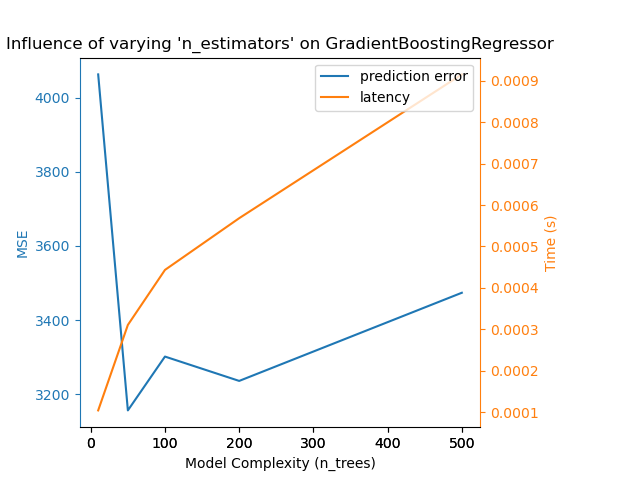 Influence of varying 'n_estimators' on GradientBoostingRegressor
prediction error
latency
4000
3800
3600
3400
3200
MSE
0.0009
0.0008
0.0007
0.0006
0.0005
0.0004
0.0003
0.0002
0.0001
Time (s)
0 100 200 300 400 500
Model Complexity (n_trees)